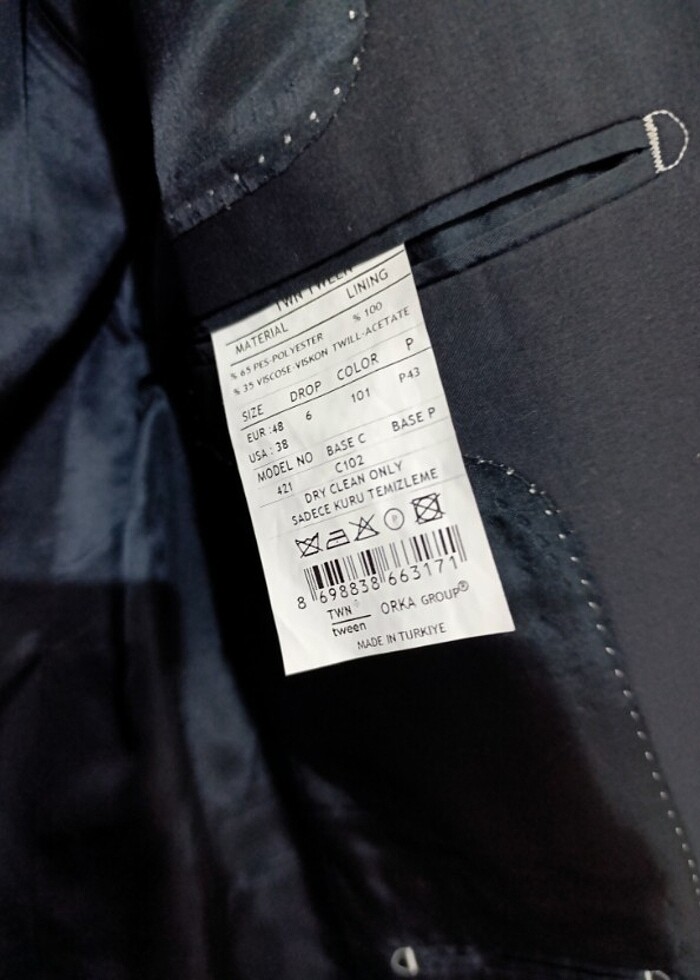 TWN TWEEN
MATERIAL LINING
% 65 PES-POLYESTER % 100
% 35 VISCOSE-VISKON TWILL-ACETATE
SIZE DROP COLOR P
EUR :48 6 101 P43
USA : 38
MODEL NO BASE C BASE P
421 C102
DRY CLEAN ONLY
SADECE KURU TEMIZLEME
P
8 698838 663171
TWN ORKA GROUP®
tween
MADE IN TURKIYE